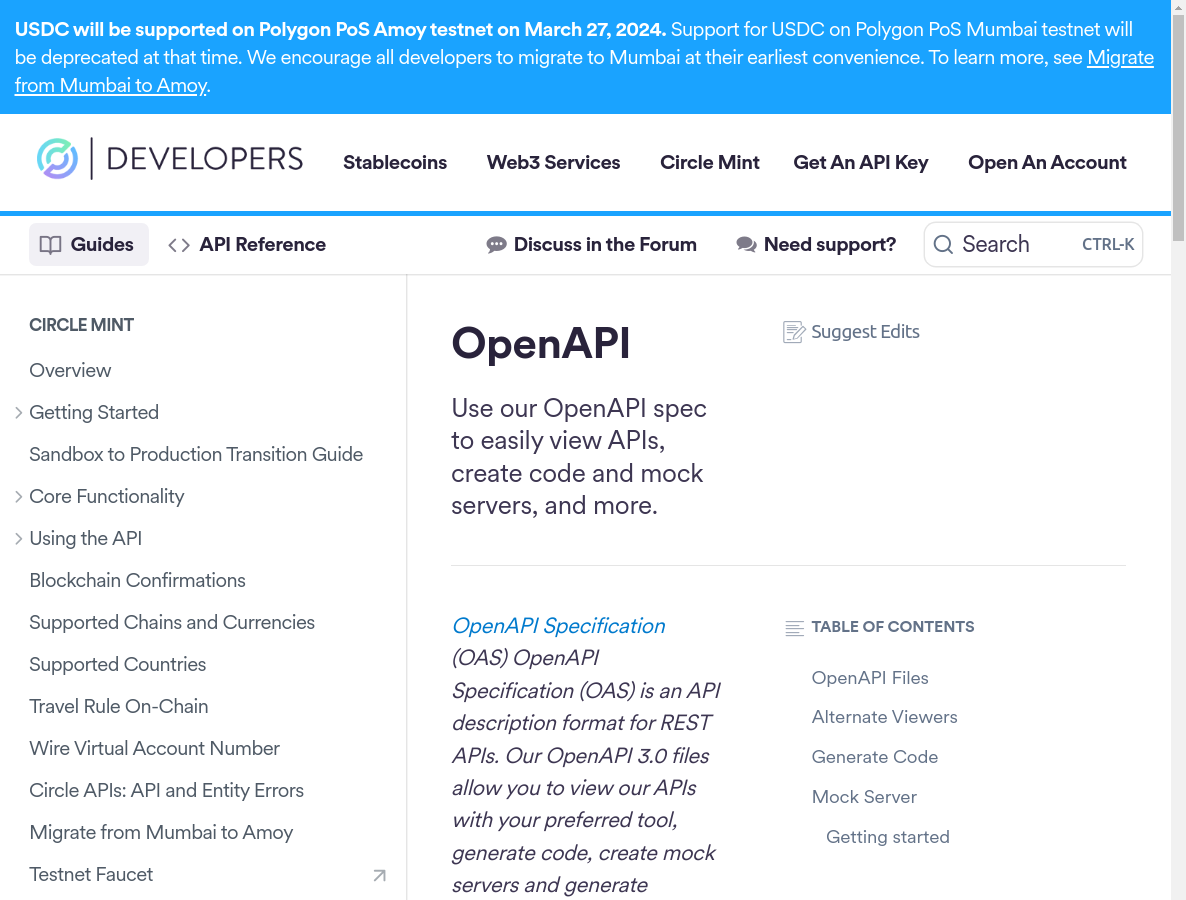 USDC will be supported on Polygon PoS Amoy testnet on March 27, 2024. Support for USDC on Polygon PoS Mumbai testnet will
be deprecated at that time. We encourage all developers to migrate to Mumbai at their earliest convenience. To learn more, see Migrate
from Mumbai to Amoy.
DEVELOPERS
Stablecoins
Web3 Services
Circle Mint
Get An API Key
Open An Account
Guides
API Reference
Discuss in the Forum
Need support?
Search
CTRL-K
CIRCLE MINT
Overview
Getting Started
Sandbox to Production Transition Guide
Core Functionality
Using the API
Blockchain Confirmations
Supported Chains and Currencies
Supported Countries
Travel Rule On-Chain
Wire Virtual Account Number
Circle APIs: API and Entity Errors
Migrate from Mumbai to Amoy
Testnet Faucet
OpenAPI
Suggest Edits
Use our OpenAPI spec
to easily view APIs,
create code and mock
servers, and more.
OpenAPI Specification
(OAS) OpenAPI
Specification (OAS) is an API
description format for REST
APIs. Our OpenAPI 3.0 files
allow you to view our APIs
with your preferred tool,
generate code, create mock
servers and generate
TABLE OF CONTENTS
OpenAPI Files
Alternate Viewers
Generate Code
Mock Server
Getting started